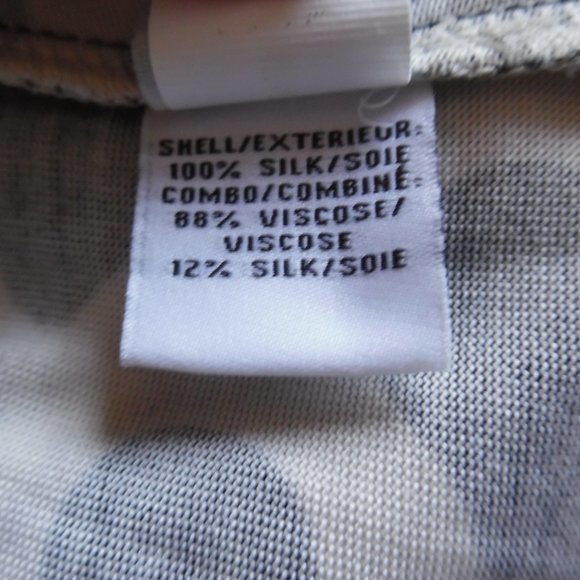 SHELL/EXTERIEUR:
100% SILK/SOIE
COMBO/COMBINÉ:
88% VISCOSE/
VISCOSE
12% SILK/SOIE